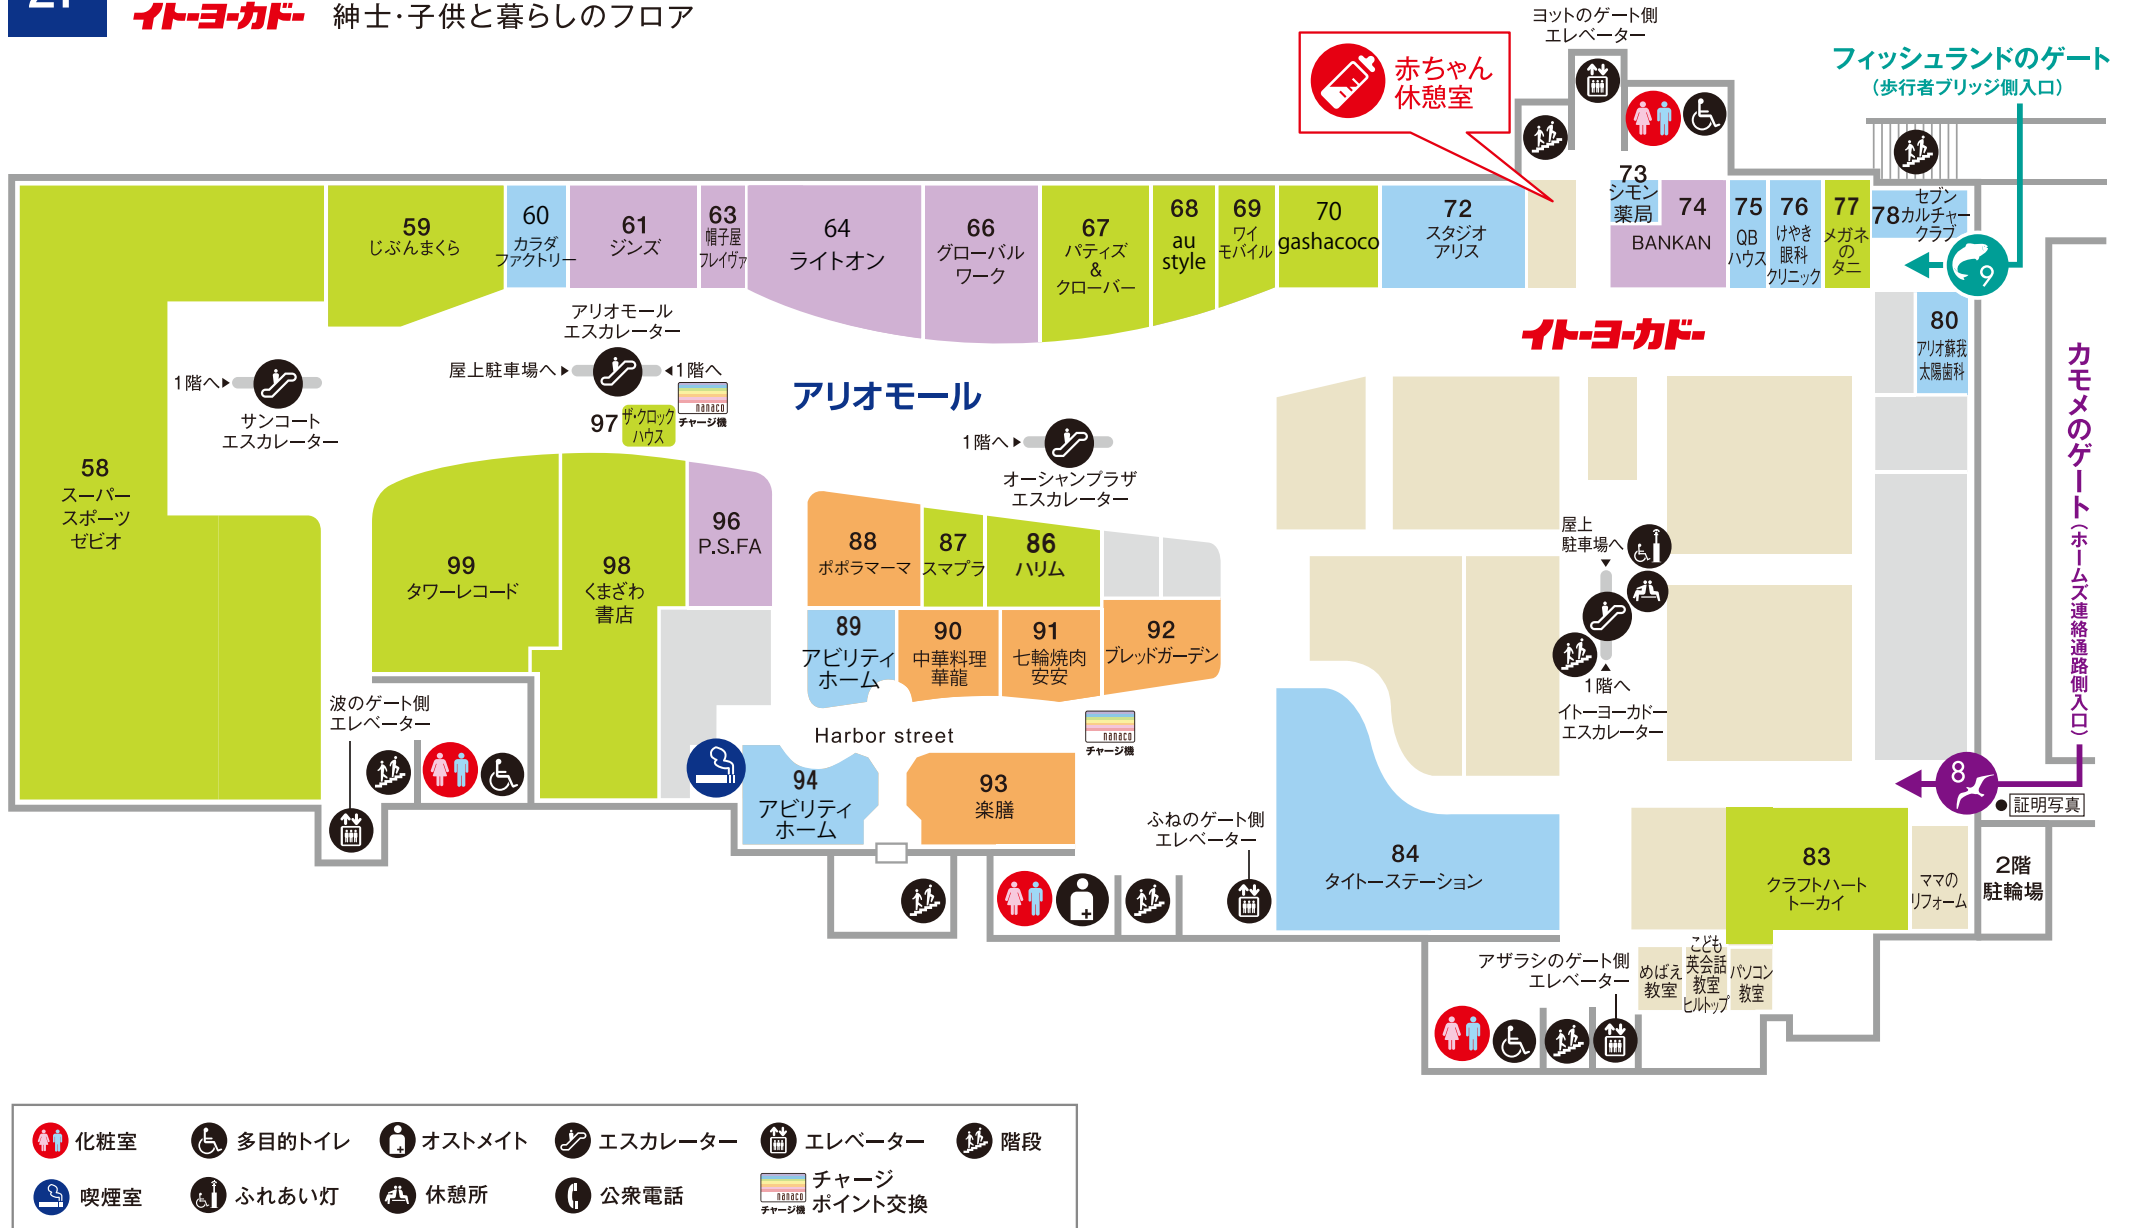 2F
イトーヨーカドー 紳士・子供と暮らしのフロア
ヨットのゲート側
エレベーター
赤ちゃん
休憩室
フィッシュランドのゲート
(歩行者ブリッジ側入口)
59
じぶんまくら
60
カラダ
ファクトリー
61
ジンズ
63
帽子屋
フレイヴァ
64
ライトオン
66
グローバル
ワーク
67
パティズ
&
クローバー
68
au
style
69
ワイ
モバイル
70
gashacoco
72
スタジオ
アリス
73
シモン
薬局
74
BANKAN
75
QB
ハウス
76
けやき
眼科
クリニック
77
メガネ
の
タニ
78
セブン
カルチャー
クラブ
9
80
アリオ蘇我
太陽歯科
イトーヨーカドー
アリオモール
エスカレーター
屋上駐車場へ
1階へ
nanaco
チャージ機
97
ザ・クロック
ハウス
1階へ
サンコート
エスカレーター
アリオモール
1階へ
オーシャンプラザ
エスカレーター
カモメのゲート(ホームズ連絡通路側入口)
58
スーパー
スポーツ
ゼビオ
99
タワーレコード
98
くまざわ
書店
96
P.S.FA
88
ポポラマーマ
87
スマプラ
86
ハリム
89
アビリティ
ホーム
90
中華料理
華龍
91
七輪焼肉
安安
92
ブレッドガーデン
屋上
駐車場へ
1階へ
イトーヨーカドー
エスカレーター
波のゲート側
エレベーター
Harbor street
nanaco
チャージ機
94
アビリティ
ホーム
93
楽膳
ふねのゲート側
エレベーター
84
タイトーステーション
8
証明写真
83
クラフトハート
トーカイ
ママの
リフォーム
2階
駐輪場
アザラシのゲート側
エレベーター
めばえ
教室
こども
英会話
教室
ヒルトップ
パソコン
教室
化粧室
多目的トイレ
オストメイト
エスカレーター
エレベーター
階段
喫煙室
ふれあい灯
休憩所
公衆電話
nanaco
チャージ機
チャージ
ポイント交換